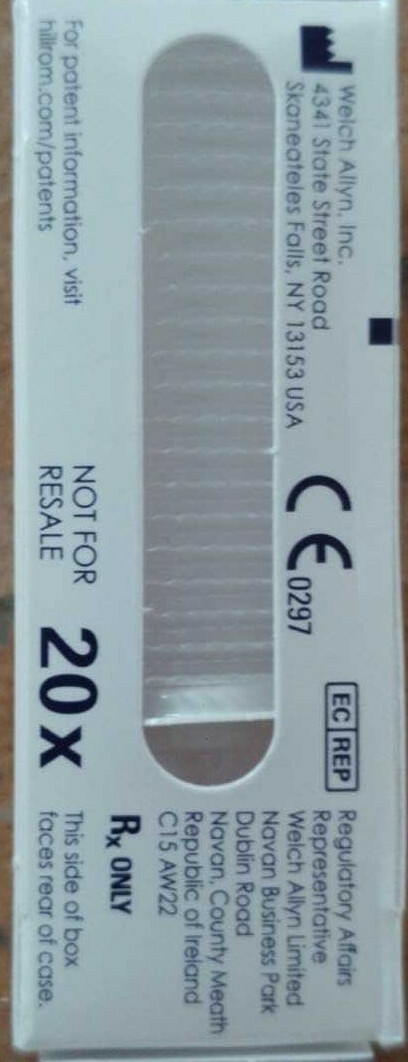 Welch Allyn, Inc.
4341 State Street Road
Skaneateles Falls, NY 13153 USA
CE 0297
EC REP
Regulatory Affairs
Representative
Welch Allyn Limited
Navan Business Park
Dublin Road
Navan, County Meath
Republic of Ireland
C15 AW22
Rx ONLY
For patent information, visit
hillrom.com/patents
NOT FOR
RESALE
20 x
This side of box
faces rear of case.